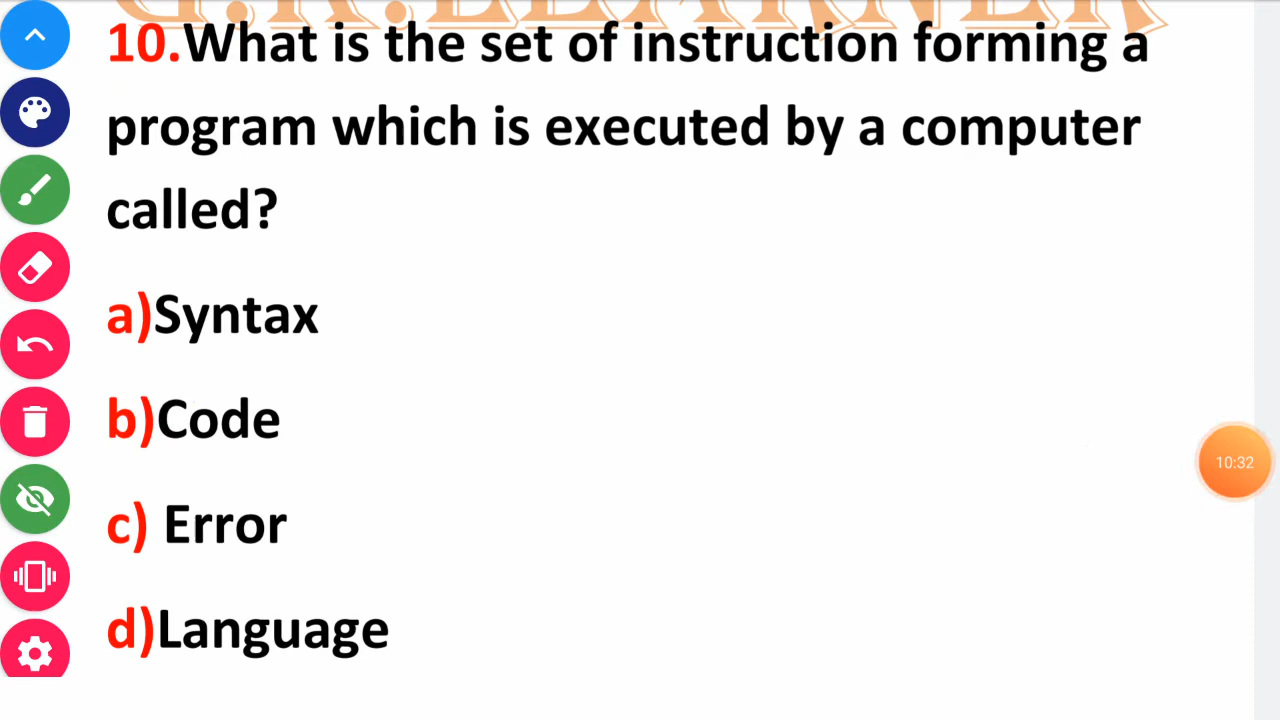 G.K.LEARNER
10.What is the set of instruction forming a
program which is executed by a computer
called?
a)Syntax
b)Code
c) Error
10:32
d)Language